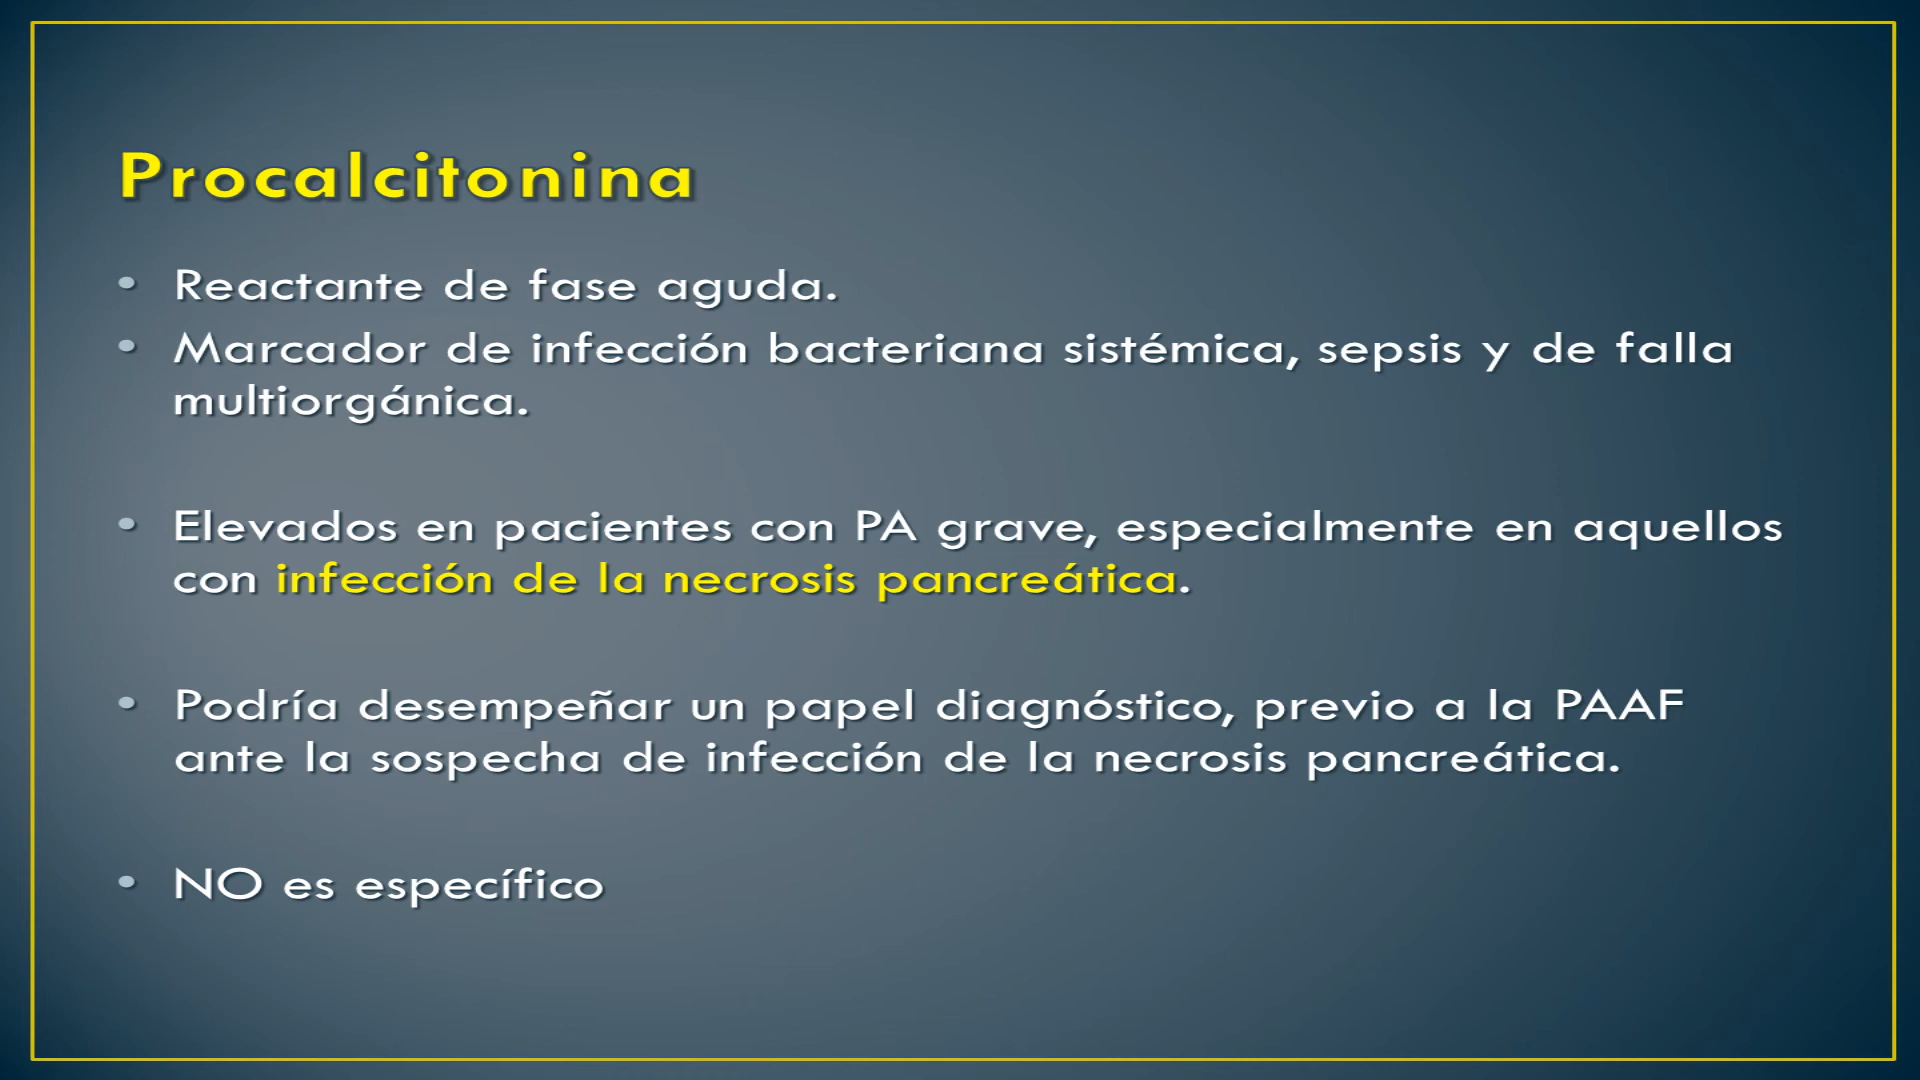 Procalcitonina
• Reactante de fase aguda.
• Marcador de infección bacteriana sistémica, sepsis y de falla
multiorgánica.
• Elevados en pacientes con PA grave, especialmente en aquellos
con infección de la necrosis pancreática.
• Podría desempeñar un papel diagnóstico, previo a la PAAF
ante la sospecha de infección de la necrosis pancreática.
• NO es específico